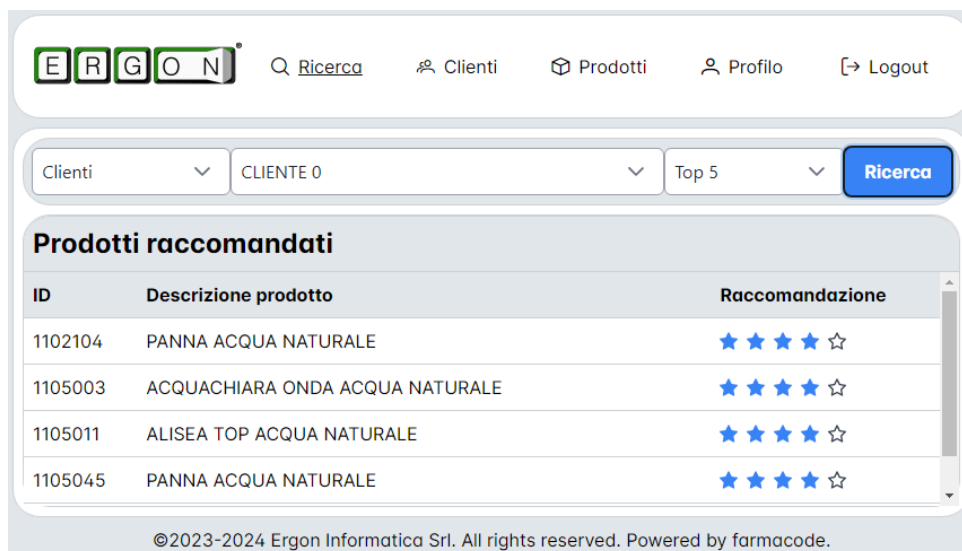 ERGON® Ricerca Clienti Prodotti Profilo Logout
Clienti CLIENTE 0 Top 5 Ricerca
Prodotti raccomandati
ID Descrizione prodotto Raccomandazione
1102104 PANNA ACQUA NATURALE
1105003 ACQUACHIARA ONDA ACQUA NATURALE
1105011 ALISEA TOP ACQUA NATURALE
1105045 PANNA ACQUA NATURALE
©2023-2024 Ergon Informatica Srl. All rights reserved. Powered by farmacode.